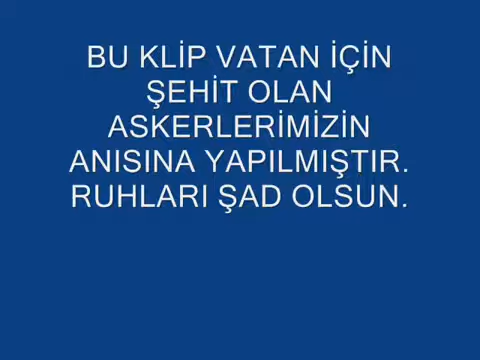 BU KLİP VATAN İÇİN
ŞEHİT OLAN
ASKERLERİMİZİN
ANISINA YAPILMIŞTIR.
RUHLARI ŞAD OLSUN.